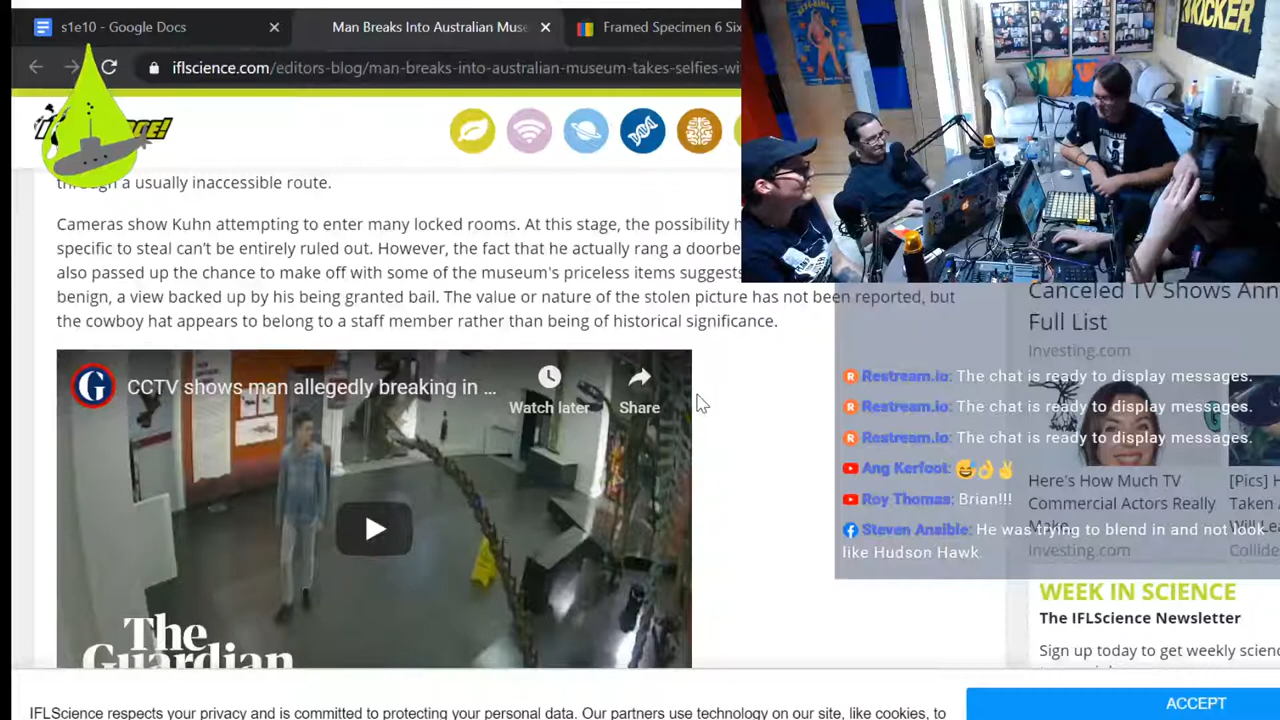 s1e10 - Google Docs
Man Breaks Into Australian Muse
Framed Specimen 6 Six
iflscience.com/editors-blog/man-breaks-into-australian-museum-takes-selfies-wi
KICKER
through a usually inaccessible route.
Cameras show Kuhn attempting to enter many locked rooms. At this stage, the possibility h
specific to steal can't be entirely ruled out. However, the fact that he actually rang a doorbe
also passed up the chance to make off with some of the museum's priceless items suggests
benign, a view backed up by his being granted bail. The value or nature of the stolen picture has not been reported, but
the cowboy hat appears to belong to a staff member rather than being of historical significance.
G
CCTV shows man allegedly breaking in ...
Watch later
Share
The
Guardian
Canceled TV Shows Ann
Full List
Investing.com
Restream.io: The chat is ready to display messages.
Restream.io: The chat is ready to display messages.
Restream.io: The chat is ready to display messages.
Ang Kerfoot: 😅👌✌
Roy Thomas: Brian!!!
Steven Ansible: He was trying to blend in and not look
like Hudson Hawk
Here's How Much TV
Commercial Actors Really
Make
Investing.com
[Pics] H
Taken A
Will Le
Collide
WEEK IN SCIENCE
The IFLScience Newsletter
Sign up today to get weekly scienc
IFLScience respects your privacy and is committed to protecting your personal data. Our partners use technology on our site, like cookies, to
ACCEPT